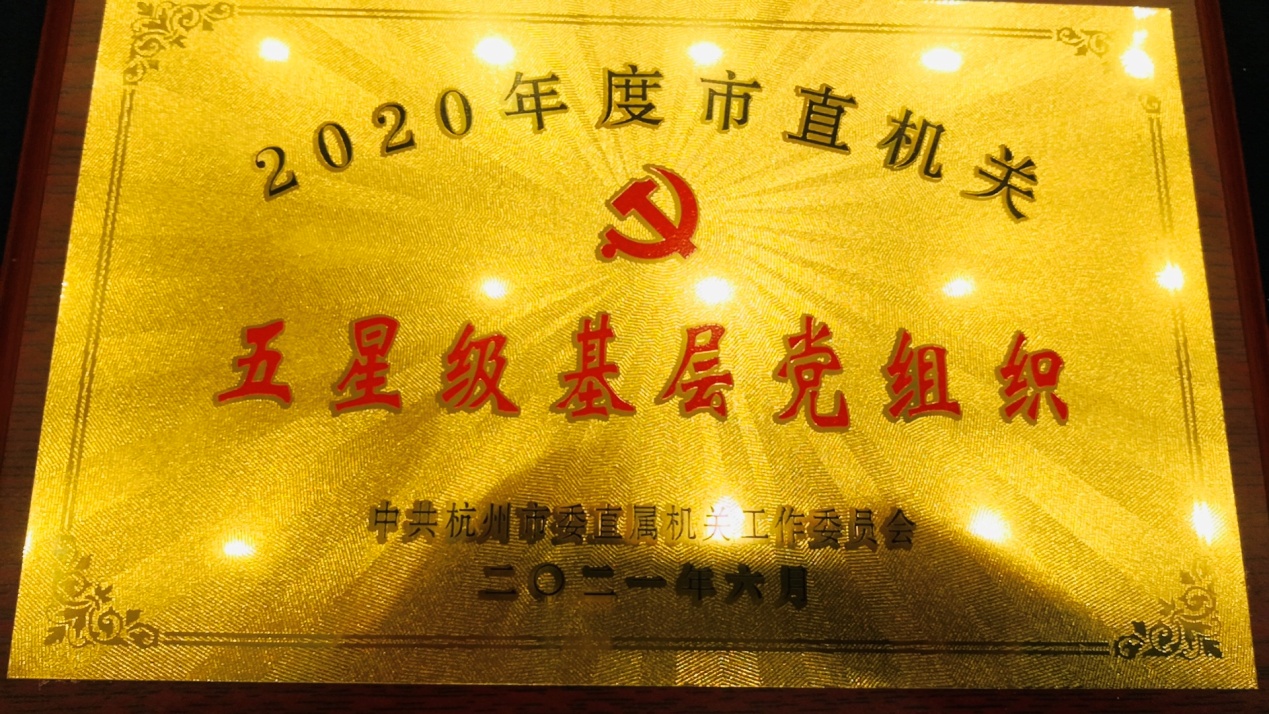 2020年度市直机关
五星级基层党组织
中共杭州市委直属机关工作委员会
二〇二一年六月